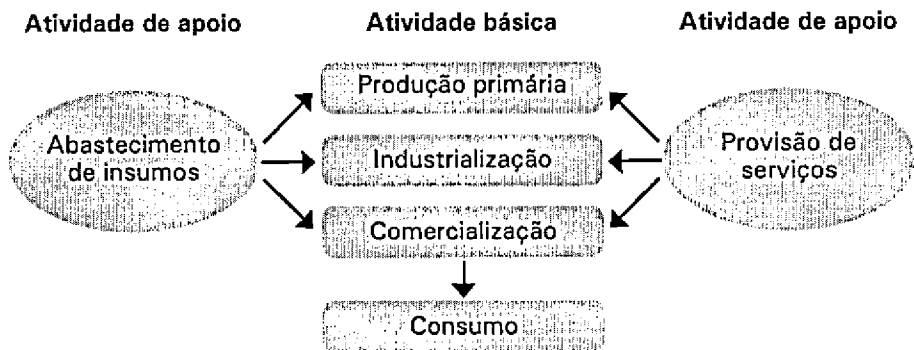 Atividade de apoio
Atividade básica
Atividade de apoio
Produção primária
Abastecimento
de insumos
Industrialização
Provisão de
serviços
Comercialização
Consumo